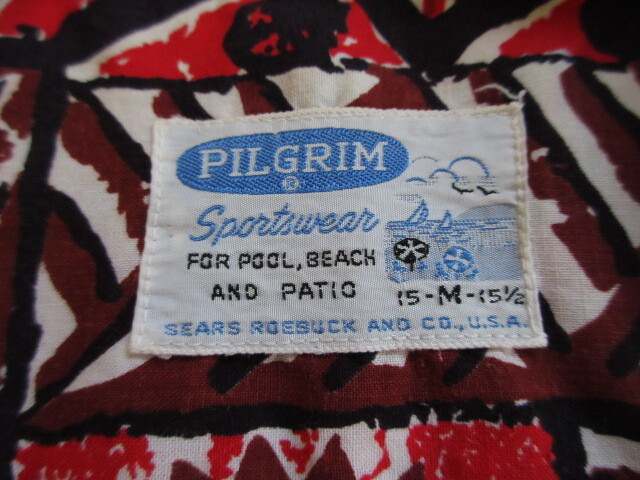 PILGRIM
®
Sportswear
FOR POOL, BEACH
AND PATIO
15-M-15½
SEARS ROEBUCK AND CO., U.S.A.